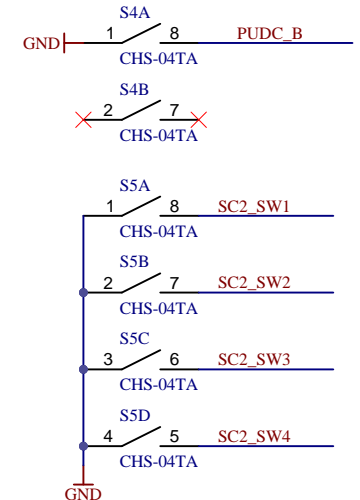 S4A
GND 1 8 PUDC_B
CHS-04TA
S4B
2 7
CHS-04TA
S5A
1 8 SC2_SW1
CHS-04TA
S5B
2 7 SC2_SW2
CHS-04TA
S5C
3 6 SC2_SW3
CHS-04TA
S5D
4 5 SC2_SW4
CHS-04TA
GND